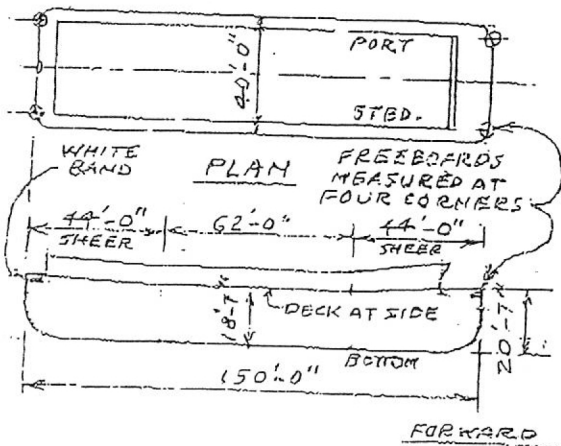 PORT
40'-0"
STBD.
WHITE
BAND
PLAN
FREEBOARDS
MEASURED AT
FOUR CORNERS
44'-0"
SHEER
62'-0"
44'-0"
SHEER
18'-7"
DECK AT SIDE
20'-7"
BOTTOM
150'-0"
FORWARD